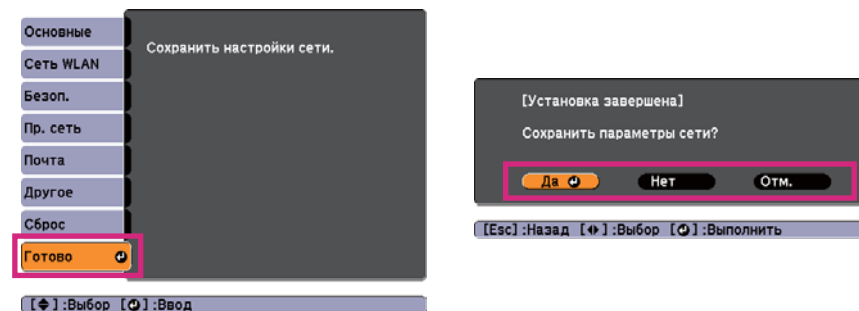 Основные
Сеть WLAN
Безоп.
Пр. сеть
Почта
Другое
Сброс
Готово
Сохранить настройки сети.
[◆]:Выбор [⏎]:Ввод
[Установка завершена]
Сохранить параметры сети?
Да Нет Отм.
[Esc]:Назад [◆]:Выбор [⏎]:Выполнить